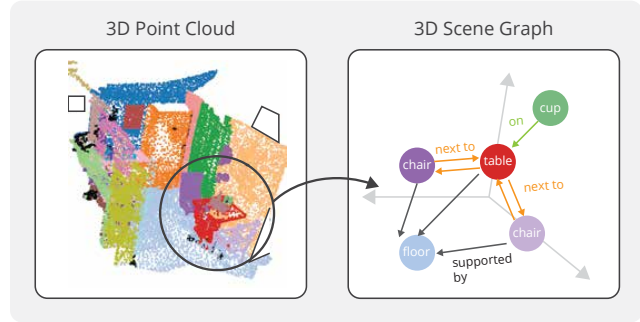 3D Point Cloud
3D Scene Graph
cup
on
next to
chair
table
next to
chair
floor
supported
by